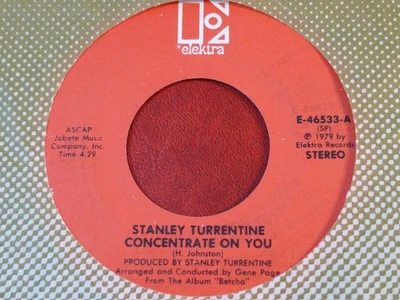 elektra
E-46533-A
(SP)
℗ 1979 by
Elektra Records
STEREO
ASCAP
Jobete Music
Company, Inc.
Time 4:29
STANLEY TURRENTINE
CONCENTRATE ON YOU
(H. Johnston)
PRODUCED BY STANLEY TURRENTINE
Arranged and Conducted by Gene Page
From The Album "Betcha"